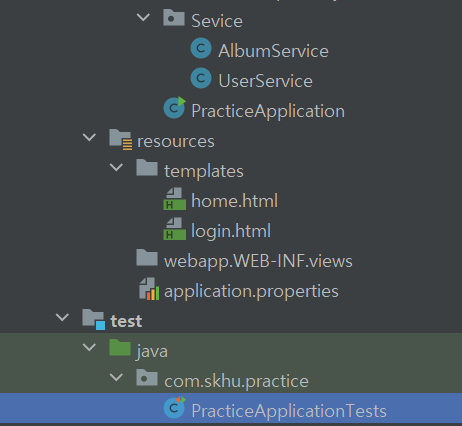 Sevice
AlbumService
UserService
PracticeApplication
resources
templates
home.html
login.html
webapp.WEB-INF.views
application.properties
test
java
com.skhu.practice
PracticeApplicationTests